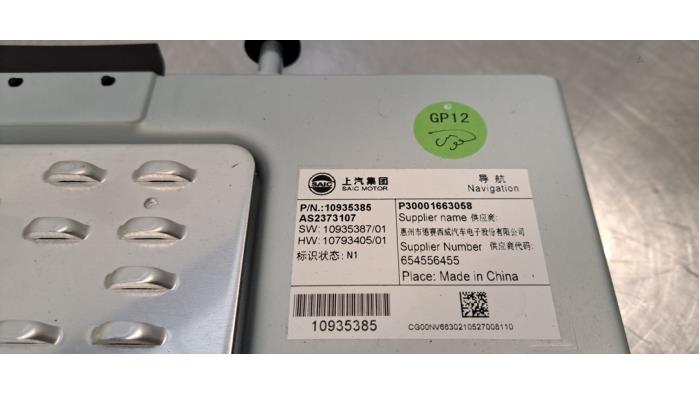 GP12
SAIC
上汽集团
SAIC MOTOR
导航
Navigation
P/N.: 10935385
AS2373107
SW: 10935387/01
HW: 10793405/01
标识状态: N1
P30001663058
Supplier name 供应商:
惠州市德赛西威汽车电子股份有限公司
Supplier Number 供应商代码:
654556455
Place: Made in China
10935385
CG00NV6630210527008110